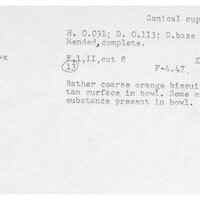 Conical cup
H. 0.031; D. 0.113; D.base
Mended, complete.
-x
F.1,II,cut 8
X
13
F-4.47.
Rather coarse orange biscui
tan surface in bowl. Some o
substance present in bowl.